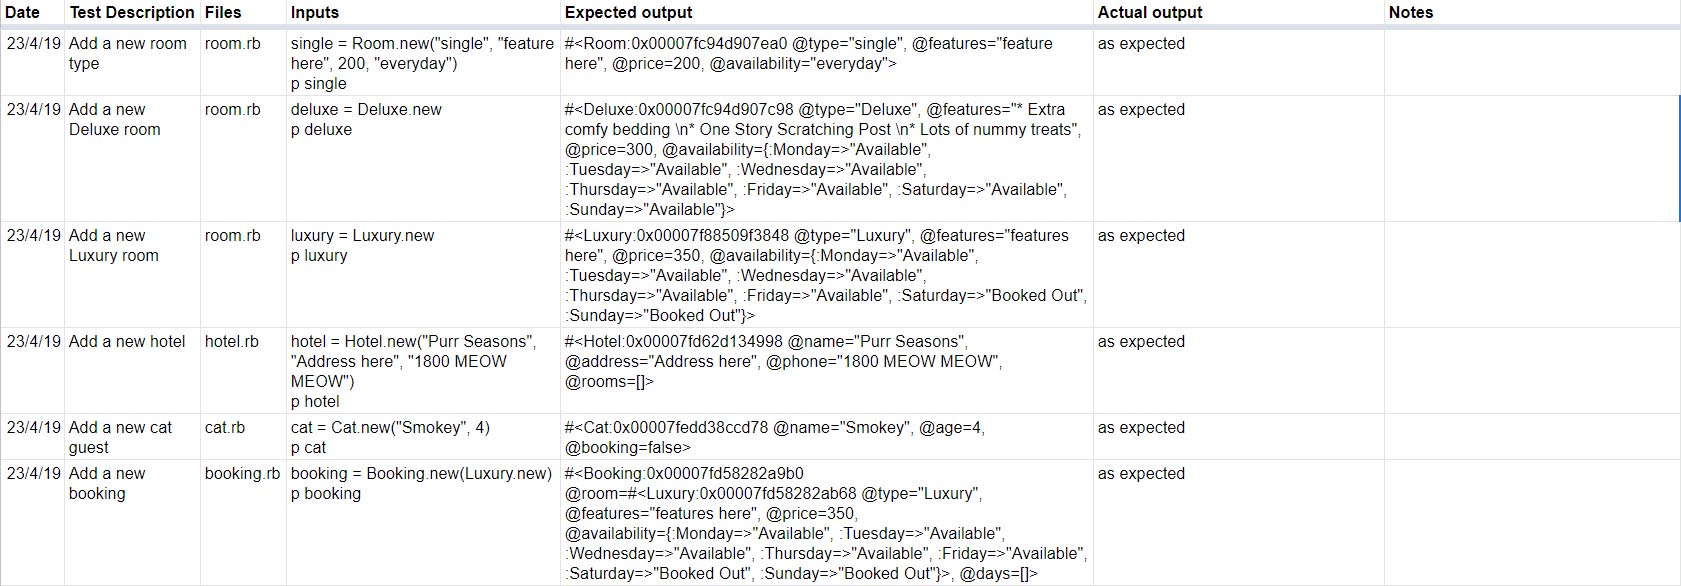 Date Test Description Files Inputs Expected output Actual output Notes
23/4/19 Add a new room type room.rb single = Room.new("single", "feature here", 200, "everyday") p single #<Room:0x00007fc94d907ea0 @type="single", @features="feature here", @price=200, @availability="everyday"> as expected
23/4/19 Add a new Deluxe room room.rb deluxe = Deluxe.new p deluxe #<Deluxe:0x00007fc94d907c98 @type="Deluxe", @features="* Extra comfy bedding \n* One Story Scratching Post \n* Lots of nummy treats", @price=300, @availability={:Monday=>"Available", :Tuesday=>"Available", :Wednesday=>"Available", :Thursday=>"Available", :Friday=>"Available", :Saturday=>"Available", :Sunday=>"Available"}> as expected
23/4/19 Add a new Luxury room room.rb luxury = Luxury.new p luxury #<Luxury:0x00007f88509f3848 @type="Luxury", @features="features here", @price=350, @availability={:Monday=>"Available", :Tuesday=>"Available", :Wednesday=>"Available", :Thursday=>"Available", :Friday=>"Available", :Saturday=>"Booked Out", :Sunday=>"Booked Out"}> as expected
23/4/19 Add a new hotel hotel.rb hotel = Hotel.new("Purr Seasons", "Address here", "1800 MEOW MEOW") p hotel #<Hotel:0x00007fd62d134998 @name="Purr Seasons", @address="Address here", @phone="1800 MEOW MEOW", @rooms=[]> as expected
23/4/19 Add a new cat guest cat.rb cat = Cat.new("Smokey", 4) p cat #<Cat:0x00007fedd38ccd78 @name="Smokey", @age=4, @booking=false> as expected
23/4/19 Add a new booking booking.rb booking = Booking.new(Luxury.new) p booking #<Booking:0x00007fd58282a9b0 @room=#<Luxury:0x00007fd58282ab68 @type="Luxury", @features="features here", @price=350, @availability={:Monday=>"Available", :Tuesday=>"Available", :Wednesday=>"Available", :Thursday=>"Available", :Friday=>"Available", :Saturday=>"Booked Out", :Sunday=>"Booked Out"}>, @days=[]> as expected